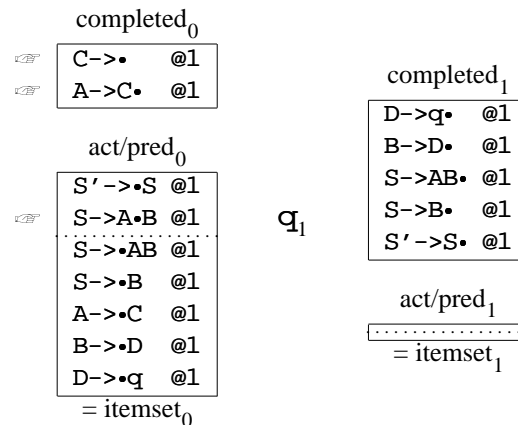 completed0
☞ C->• @1
☞ A->C• @1
act/pred0
S'->•S @1
☞ S->A•B @1
S->•AB @1
S->•B @1
A->•C @1
B->•D @1
D->•q @1
= itemset0
q1
completed1
D->q• @1
B->D• @1
S->AB• @1
S->B• @1
S'->S• @1
act/pred1
= itemset1